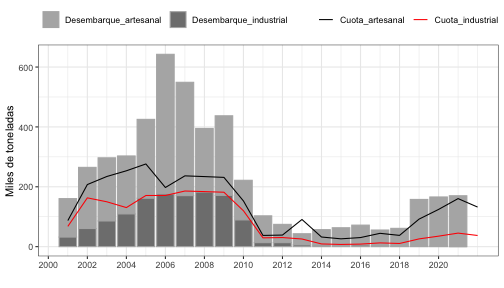 Desembarque_artesanal Desembarque_industrial Cuota_artesanal Cuota_industrial
Miles de toneladas
600
400
200
0
2000 2002 2004 2006 2008 2010 2012 2014 2016 2018 2020